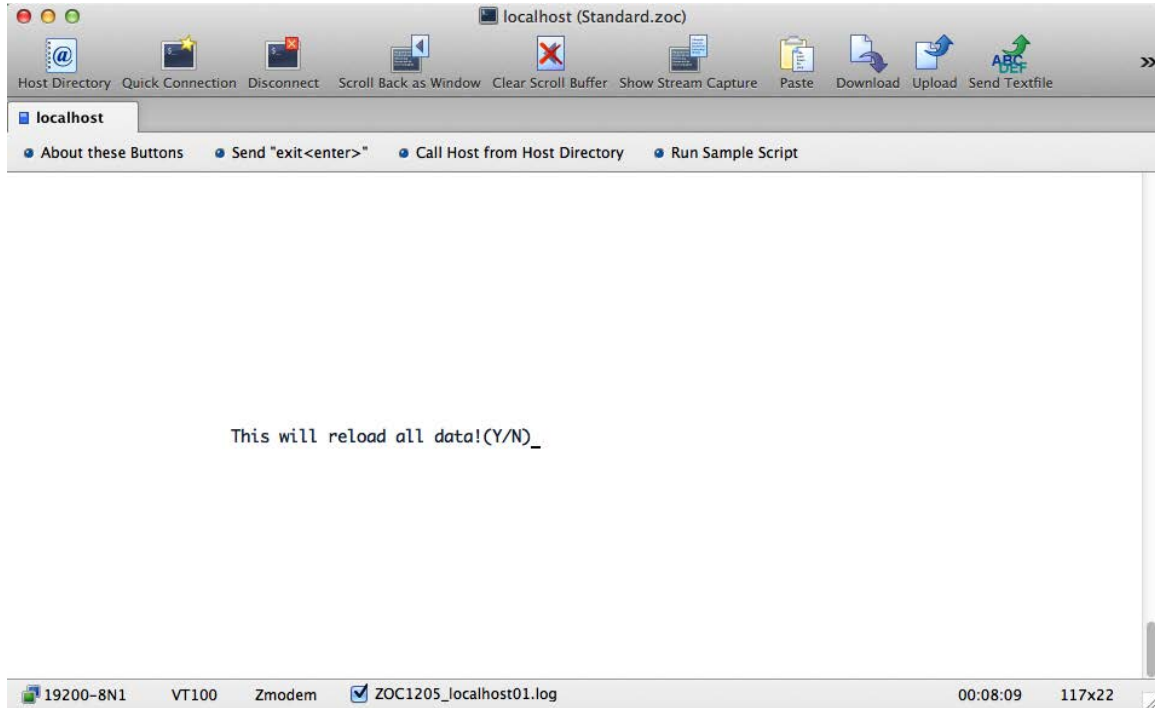 localhost (Standard.zoc)
Host Directory Quick Connection Disconnect Scroll Back as Window Clear Scroll Buffer Show Stream Capture Paste Download Upload Send Textfile »
localhost
About these Buttons Send "exit<enter>" Call Host from Host Directory Run Sample Script
This will reload all data!(Y/N)_
19200-8N1 VT100 Zmodem ZOC1205_localhost01.log 00:08:09 117x22